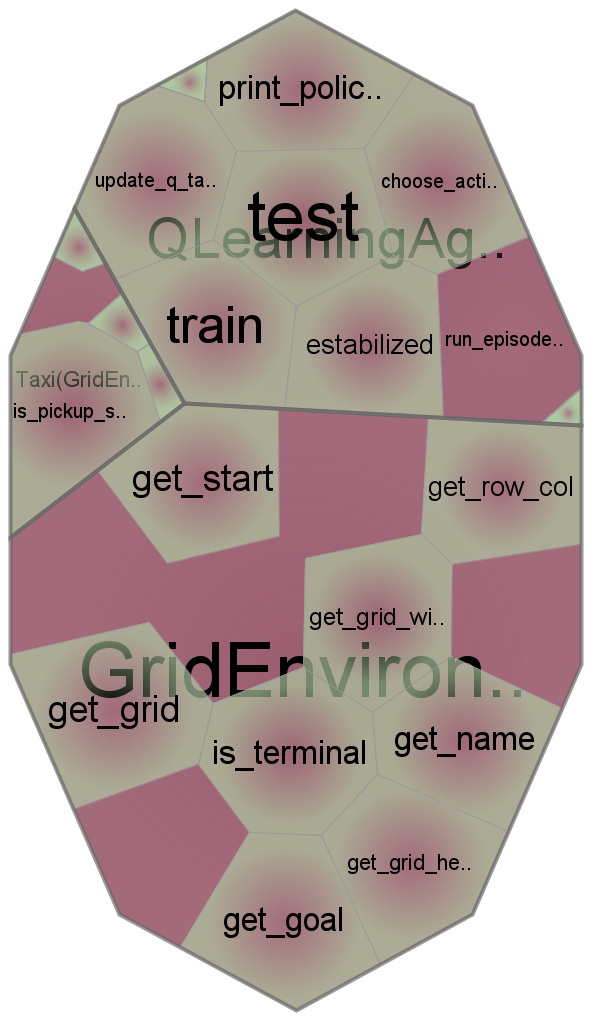 print_polic..
update_q_ta..
choose_acti..
test
QLearningAg..
train
estabilized
run_episode..
Taxi(GridEn..
is_pickup_s..
get_start
get_row_col
get_grid_wi..
GridEnviron..
get_grid
is_terminal
get_name
get_grid_he..
get_goal